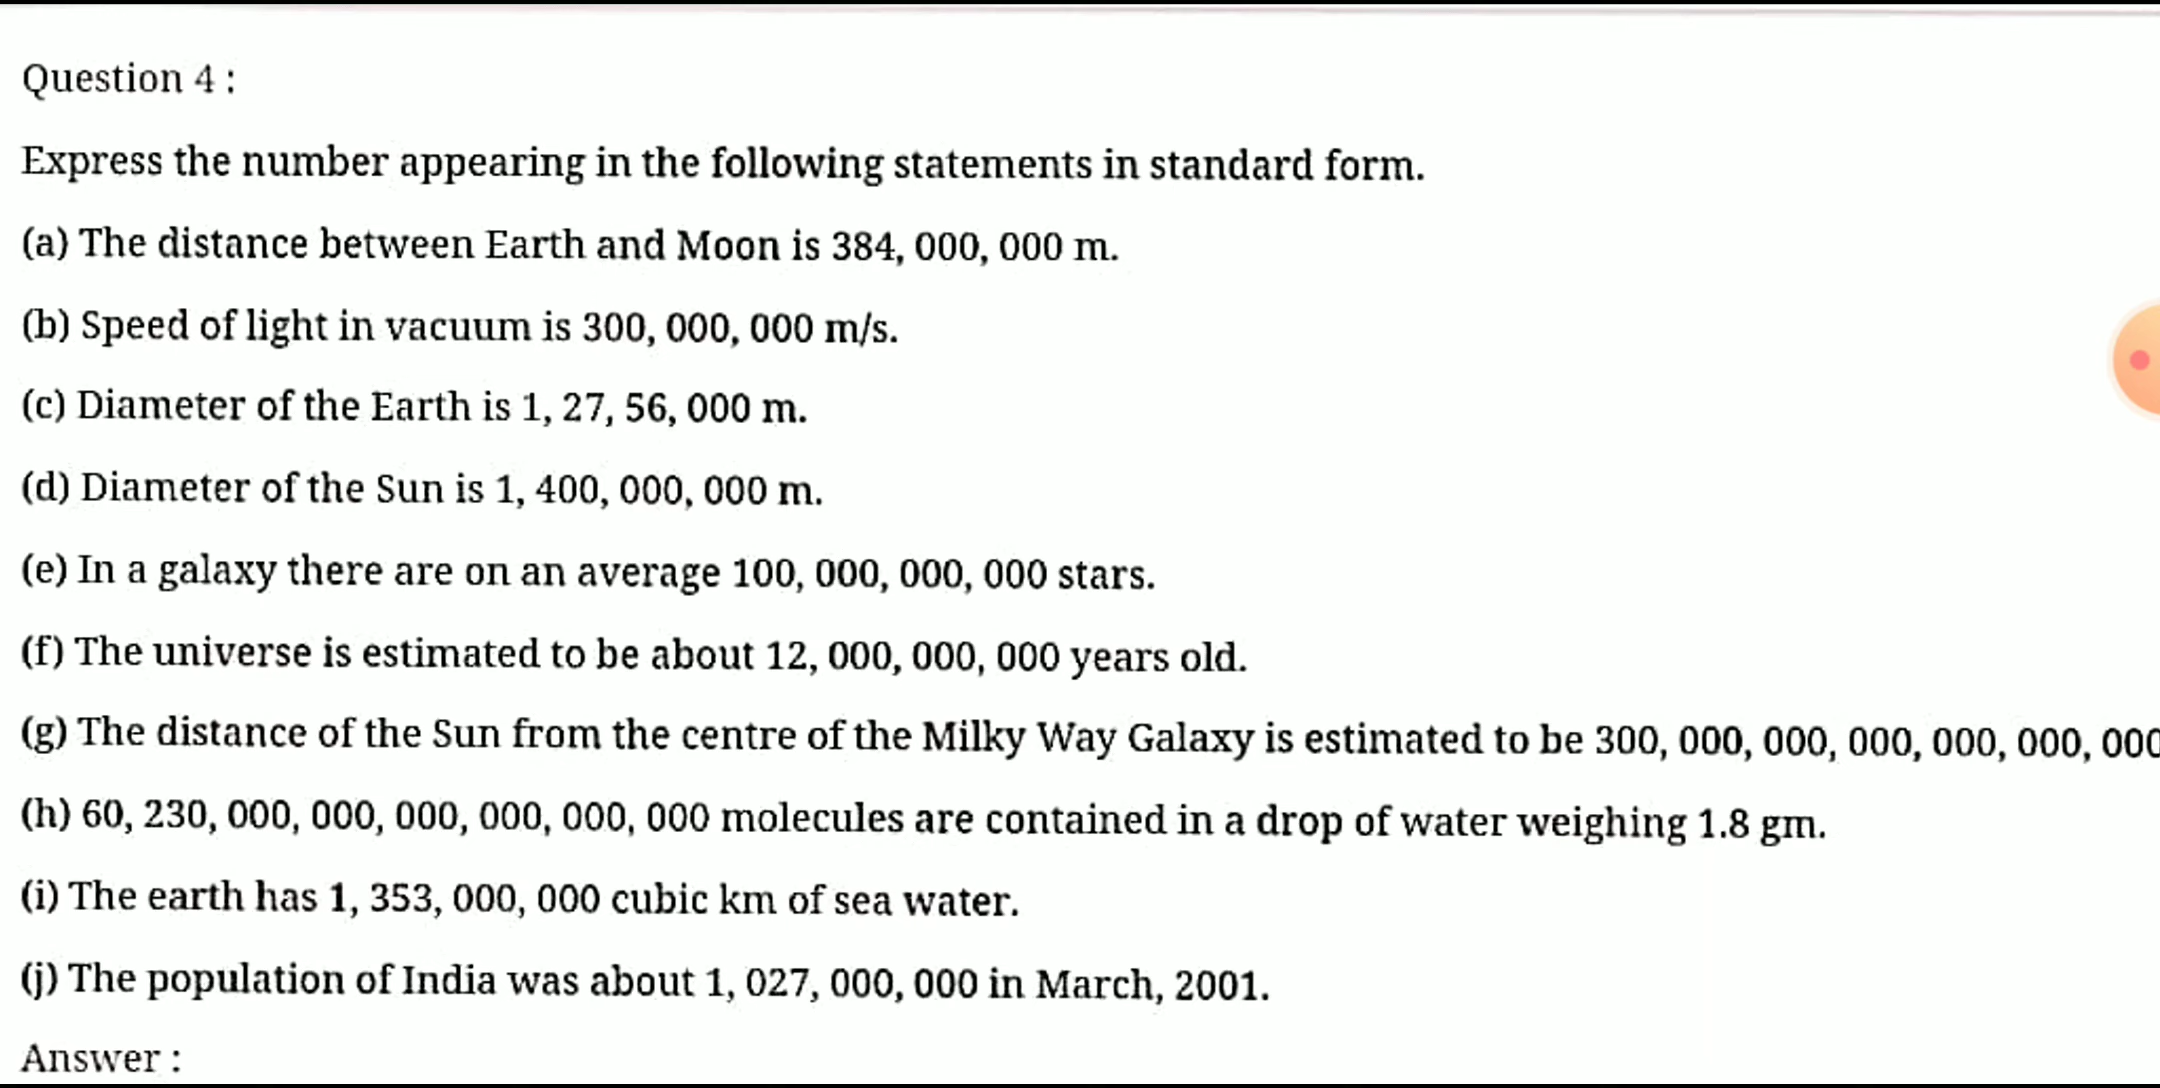 Question 4 :
Express the number appearing in the following statements in standard form.
(a) The distance between Earth and Moon is 384, 000, 000 m.
(b) Speed of light in vacuum is 300, 000, 000 m/s.
(c) Diameter of the Earth is 1, 27, 56, 000 m.
(d) Diameter of the Sun is 1, 400, 000, 000 m.
(e) In a galaxy there are on an average 100, 000, 000, 000 stars.
(f) The universe is estimated to be about 12, 000, 000, 000 years old.
(g) The distance of the Sun from the centre of the Milky Way Galaxy is estimated to be 300, 000, 000, 000, 000, 000, 000
(h) 60, 230, 000, 000, 000, 000, 000, 000 molecules are contained in a drop of water weighing 1.8 gm.
(i) The earth has 1, 353, 000, 000 cubic km of sea water.
(j) The population of India was about 1, 027, 000, 000 in March, 2001.
Answer :